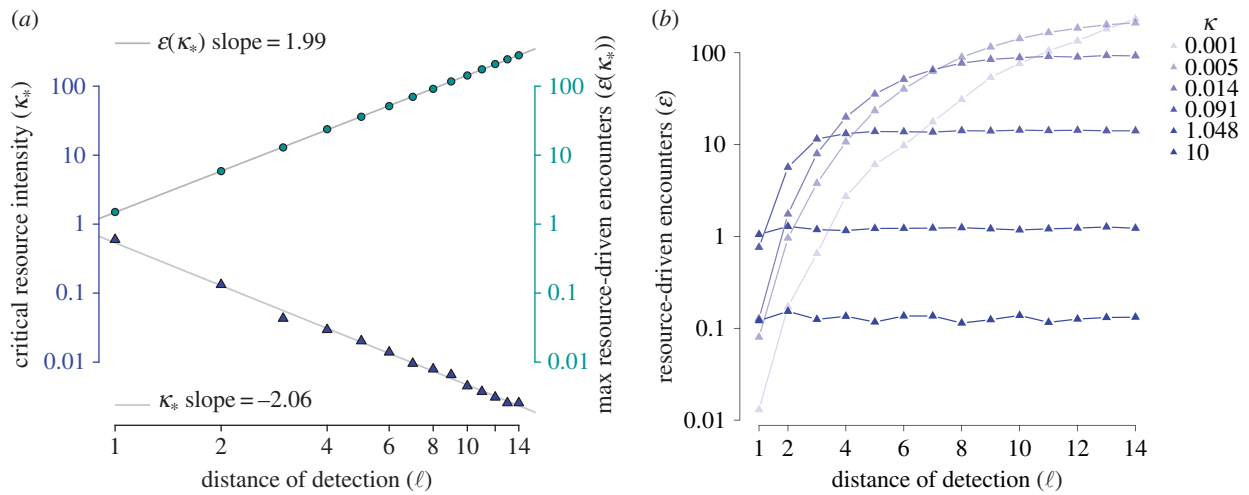 (a)
ε(κ*) slope = 1.99
critical resource intensity (κ*)
100
10
1
0.1
0.01
100
10
1
0.1
0.01
max resource-driven encounters (ε(κ*))
κ* slope = –2.06
1 2 4 6 8 10 14
distance of detection (ℓ)
(b)
resource-driven encounters (ε)
100
10
1
0.1
0.01
1 2 4 6 8 10 12 14
distance of detection (ℓ)
κ
0.001
0.005
0.014
0.091
1.048
10